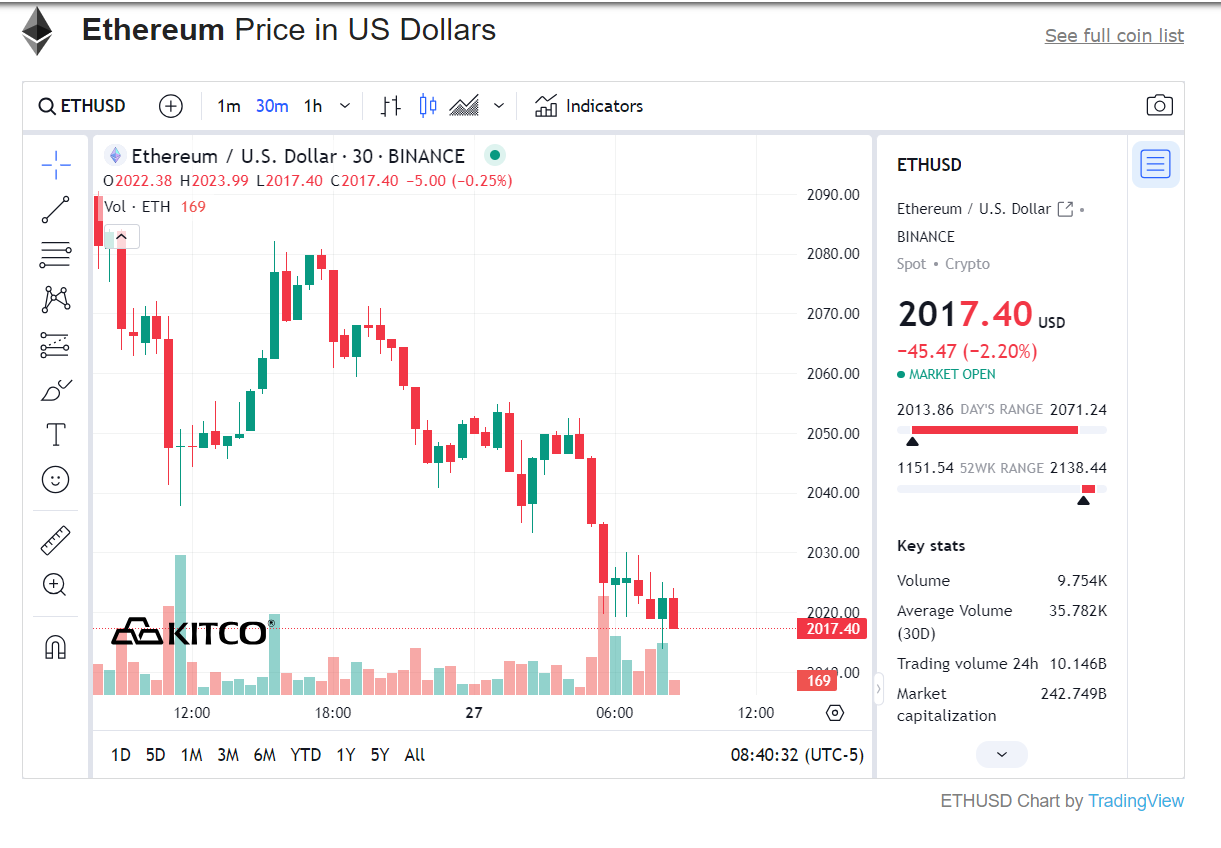 Ethereum Price in US Dollars
See full coin list
ETHUSD 1m 30m 1h Indicators
Ethereum / U.S. Dollar · 30 · BINANCE
O2022.38 H2023.99 L2017.40 C2017.40 −5.00 (−0.25%)
Vol · ETH 169
2090.00
2080.00
2070.00
2060.00
2050.00
2040.00
2030.00
2020.00
2017.40
169
KITCO®
12:00 18:00 27 06:00 12:00
1D 5D 1M 3M 6M YTD 1Y 5Y All 08:40:32 (UTC-5)
ETHUSD
Ethereum / U.S. Dollar
BINANCE
Spot • Crypto
2017.40 USD
−45.47 (−2.20%)
MARKET OPEN
2013.86 DAY'S RANGE 2071.24
1151.54 52WK RANGE 2138.44
Key stats
Volume 9.754K
Average Volume 35.782K
(30D)
Trading volume 24h 10.146B
Market 242.749B
capitalization
ETHUSD Chart by TradingView